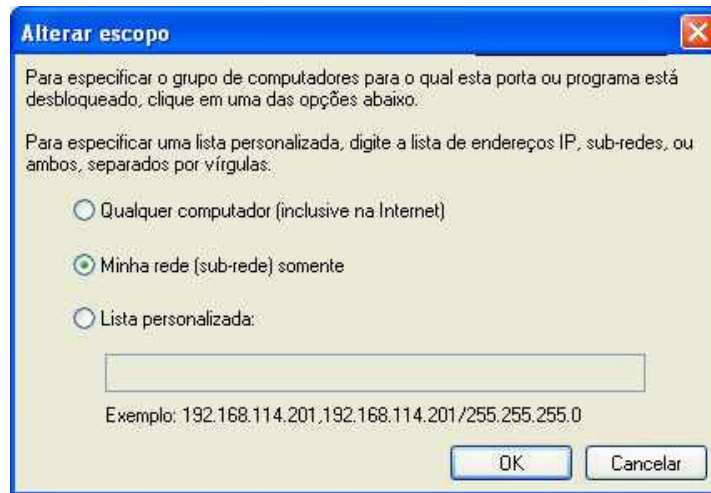 Alterar escopo
Para especificar o grupo de computadores para o qual esta porta ou programa está
desbloqueado, clique em uma das opções abaixo.
Para especificar uma lista personalizada, digite a lista de endereços IP, sub-redes, ou
ambos, separados por vírgulas.
Qualquer computador (inclusive na Internet)
Minha rede (sub-rede) somente
Lista personalizada:
Exemplo: 192.168.114.201,192.168.114.201/255.255.255.0
OK
Cancelar